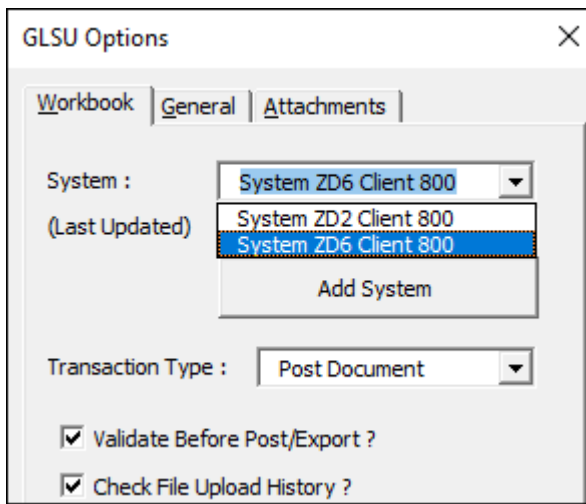 GLSU Options
Workbook General Attachments
System : System ZD6 Client 800
(Last Updated) System ZD2 Client 800
System ZD6 Client 800
Add System
Transaction Type : Post Document
Validate Before Post/Export ?
Check File Upload History ?